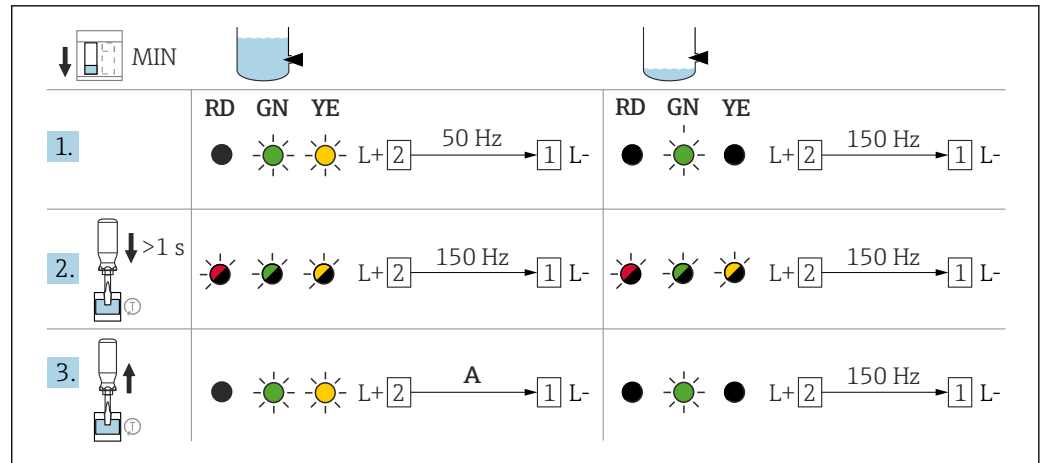 MIN
RD GN YE
RD GN YE
1.
L+ 2 50 Hz 1 L-
L+ 2 150 Hz 1 L-
2.
>1 s
T
L+ 2 150 Hz 1 L-
L+ 2 150 Hz 1 L-
3.
T
L+ 2 A 1 L-
L+ 2 150 Hz 1 L-